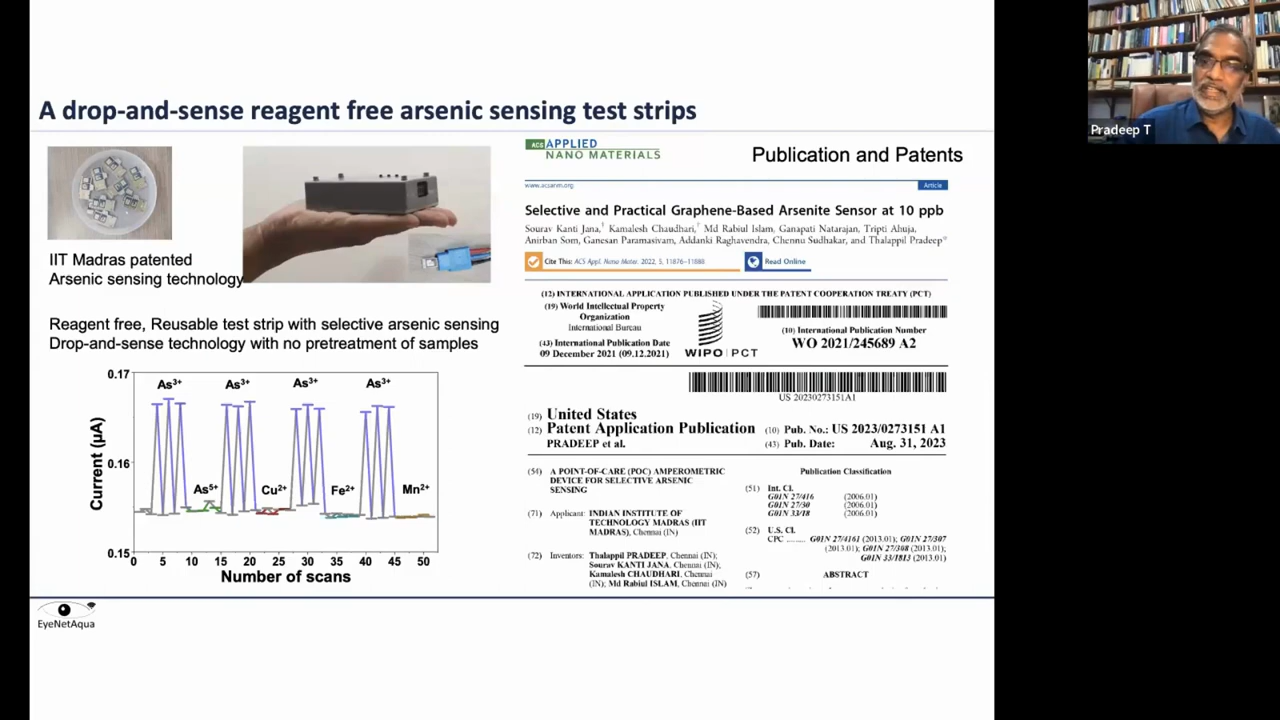 A drop-and-sense reagent free arsenic sensing test strips
IIT Madras patented
Arsenic sensing technology
Reagent free, Reusable test strip with selective arsenic sensing
Drop-and-sense technology with no pretreatment of samples
0.17
0.16
0.15
Current (µA)
As³⁺
As³⁺
As³⁺
As³⁺
As⁵⁺
Cu²⁺
Fe²⁺
Mn²⁺
0 5 10 15 20 25 30 35 40 45 50
Number of scans
EyeNetAqua
ACS APPLIED
NANO MATERIALS
Publication and Patents
www.acsanm.org
Article
Selective and Practical Graphene-Based Arsenite Sensor at 10 ppb
Sourav Kanti Jana,† Kamalesh Chaudhari,† Md Rabiul Islam, Ganapati Natarajan, Tripti Ahuja,
Anirban Som, Ganesan Paramasivam, Addanki Raghavendra, Chennu Sudhakar, and Thalappil Pradeep*
Cite This: ACS Appl. Nano Mater. 2022, 5, 11876−11888
Read Online
(12) INTERNATIONAL APPLICATION PUBLISHED UNDER THE PATENT COOPERATION TREATY (PCT)
(19) World Intellectual Property
Organization
International Bureau
(43) International Publication Date
09 December 2021 (09.12.2021)
WIPO | PCT
(10) International Publication Number
WO 2021/245689 A2
US 20230273151A1
(19) United States
(12) Patent Application Publication
PRADEEP et al.
(10) Pub. No.: US 2023/0273151 A1
(43) Pub. Date: Aug. 31, 2023
(54) A POINT-OF-CARE (POC) AMPEROMETRIC
DEVICE FOR SELECTIVE ARSENIC
SENSING
(71) Applicant: INDIAN INSTITUTE OF
TECHNOLOGY MADRAS (IIT
MADRAS), Chennai (IN)
(72) Inventors: Thalappil PRADEEP, Chennai (IN);
Sourav KANTI JANA, Chennai (IN);
Kamalesh CHAUDHARI, Chennai
(IN); Md Rabiul ISLAM, Chennai (IN)
Publication Classification
(51) Int. Cl.
G01N 27/416 (2006.01)
G01N 27/30 (2006.01)
G01N 33/18 (2006.01)
(52) U.S. Cl.
CPC ....... G01N 27/4161 (2013.01); G01N 27/307
(2013.01); G01N 27/308 (2013.01);
G01N 33/1813 (2013.01)
(57) ABSTRACT
Pradeep T